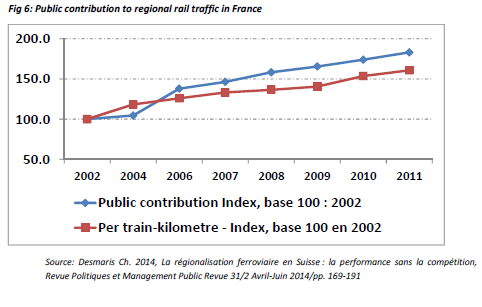 Fig 6: Public contribution to regional rail traffic in France
200.0
150.0
100.0
50.0
2002 2004 2006 2007 2008 2009 2010 2011
Public contribution Index, base 100 : 2002
Per train-kilometre - Index, base 100 en 2002
Source: Desmaris Ch. 2014, La régionalisation ferroviaire en Suisse : la performance sans la compétition,
Revue Politiques et Management Public Revue 31/2 Avril-Juin 2014/pp. 169-191